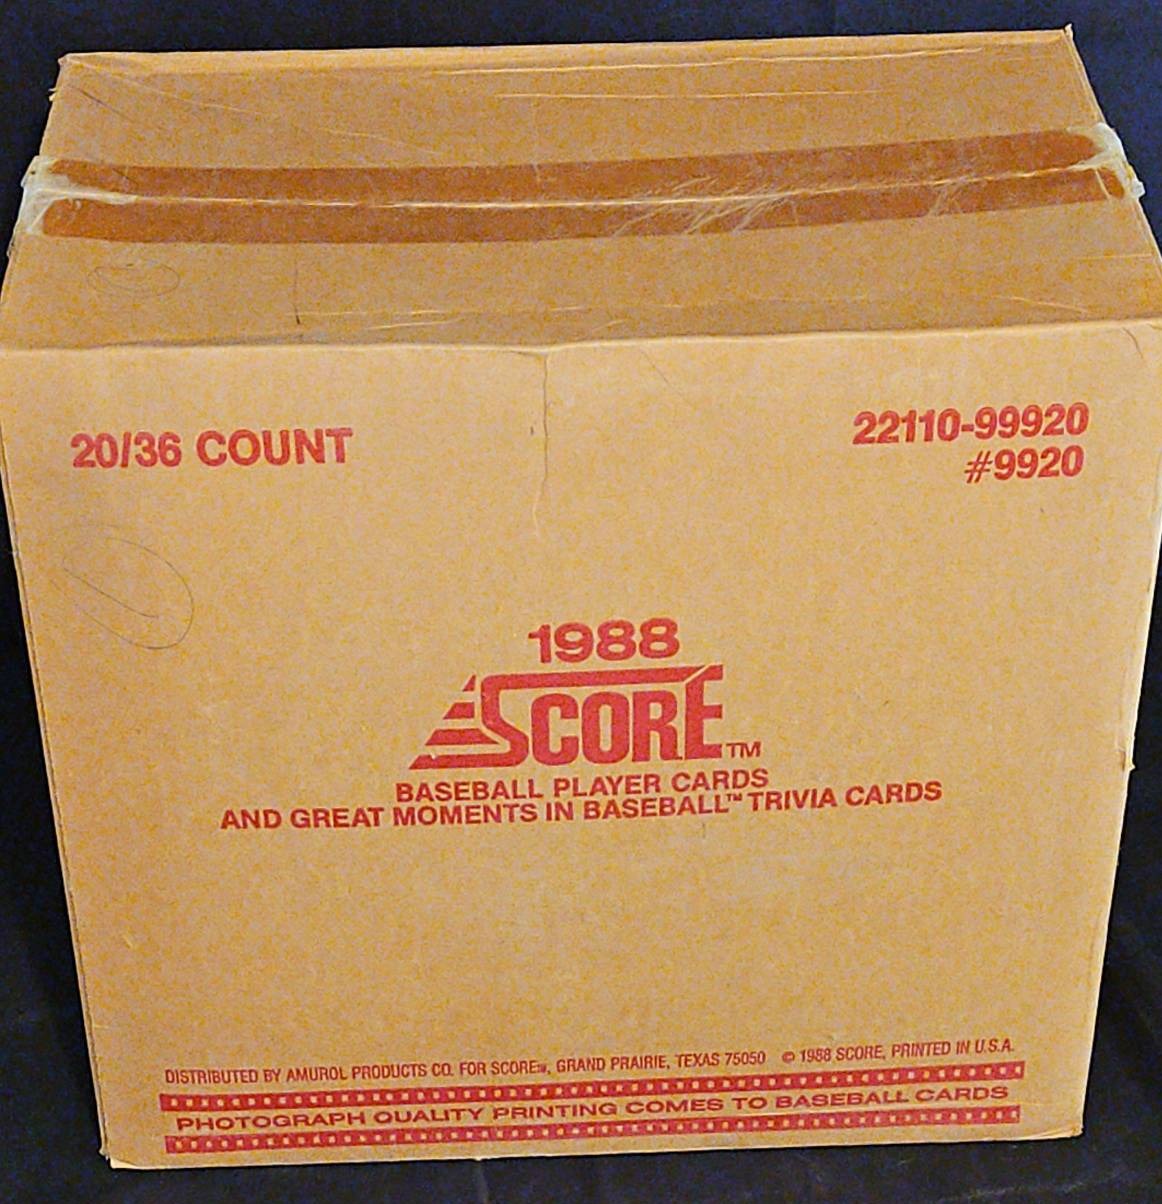 20/36 COUNT
22110-99920
#9920
1988
SCORE™
BASEBALL PLAYER CARDS
AND GREAT MOMENTS IN BASEBALL™ TRIVIA CARDS
DISTRIBUTED BY AMUROL PRODUCTS CO. FOR SCORE™, GRAND PRAIRIE, TEXAS 75050 © 1988 SCORE, PRINTED IN U.S.A.
PHOTOGRAPH QUALITY PRINTING COMES TO BASEBALL CARDS